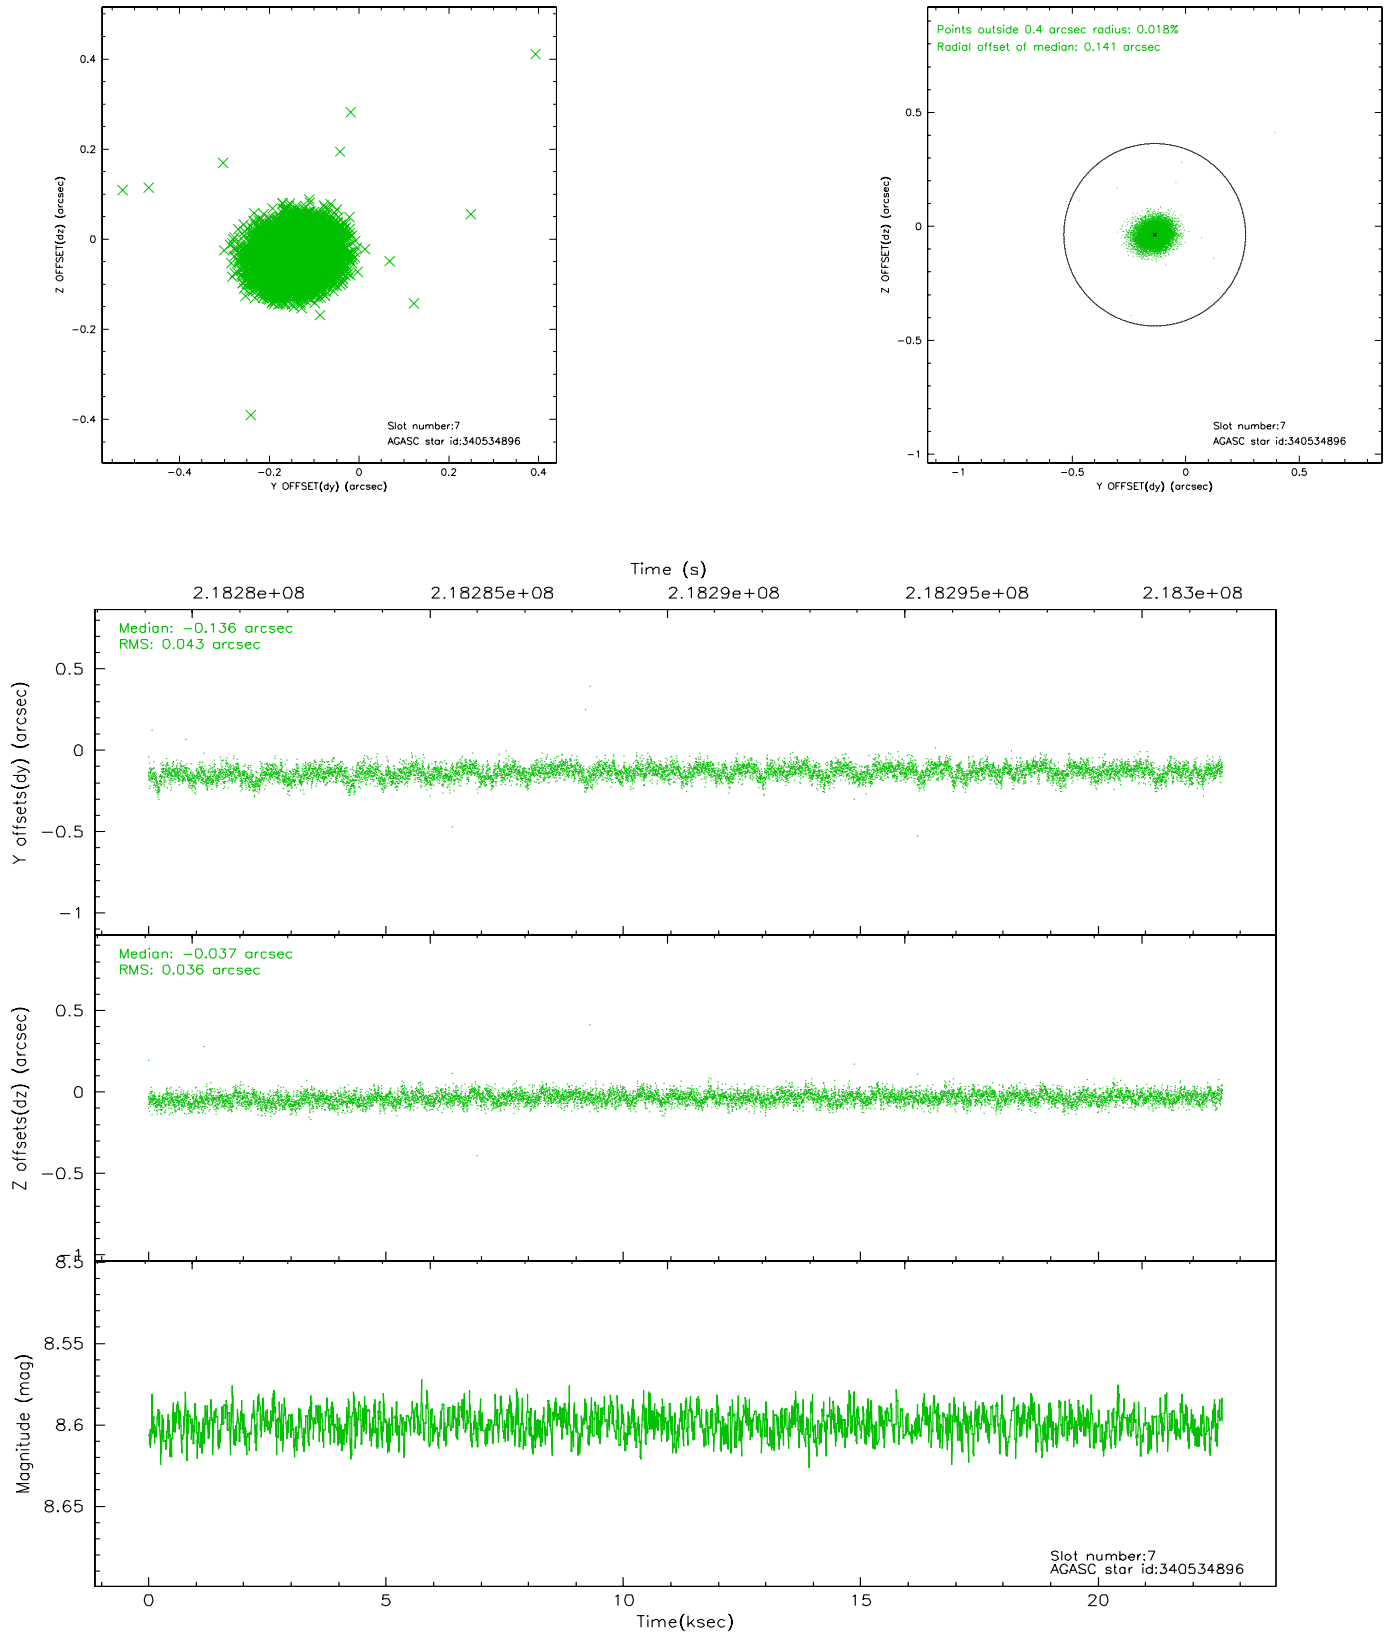 0.4
0.2
0
-0.2
-0.4
Z OFFSET(dz) (arcsec)
Slot number:7
AGASC star id:340534896
-0.4 -0.2 0 0.2 0.4
Y OFFSET(dy) (arcsec)
Points outside 0.4 arcsec radius: 0.018%
Radial offset of median: 0.141 arcsec
0.5
0
-0.5
-1
Z OFFSET(dz) (arcsec)
Slot number:7
AGASC star id:340534896
-1 -0.5 0 0.5
Y OFFSET(dy) (arcsec)
Time (s)
2.1828e+08 2.18285e+08 2.1829e+08 2.18295e+08 2.183e+08
Median: -0.136 arcsec
RMS: 0.043 arcsec
0.5
0
-0.5
-1
Y offsets(dy) (arcsec)
Median: -0.037 arcsec
RMS: 0.036 arcsec
0.5
0
-0.5
-1
Z offsets(dz) (arcsec)
8.5
8.55
8.6
8.65
Magnitude (mag)
Slot number:7
AGASC star id:340534896
0 5 10 15 20
Time(ksec)